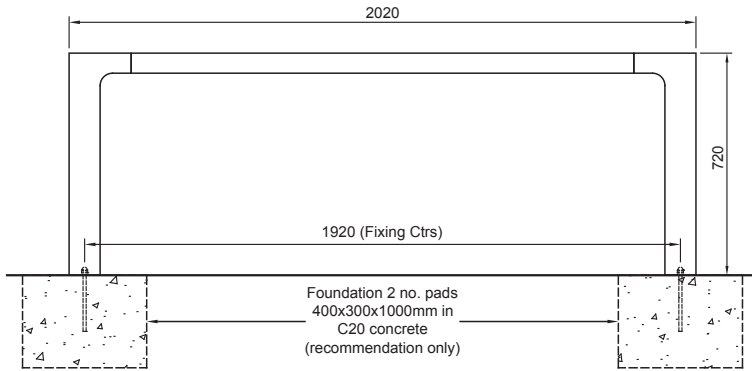 2020
720
1920 (Fixing Ctrs)
Foundation 2 no. pads
400x300x1000mm in
C20 concrete
(recommendation only)